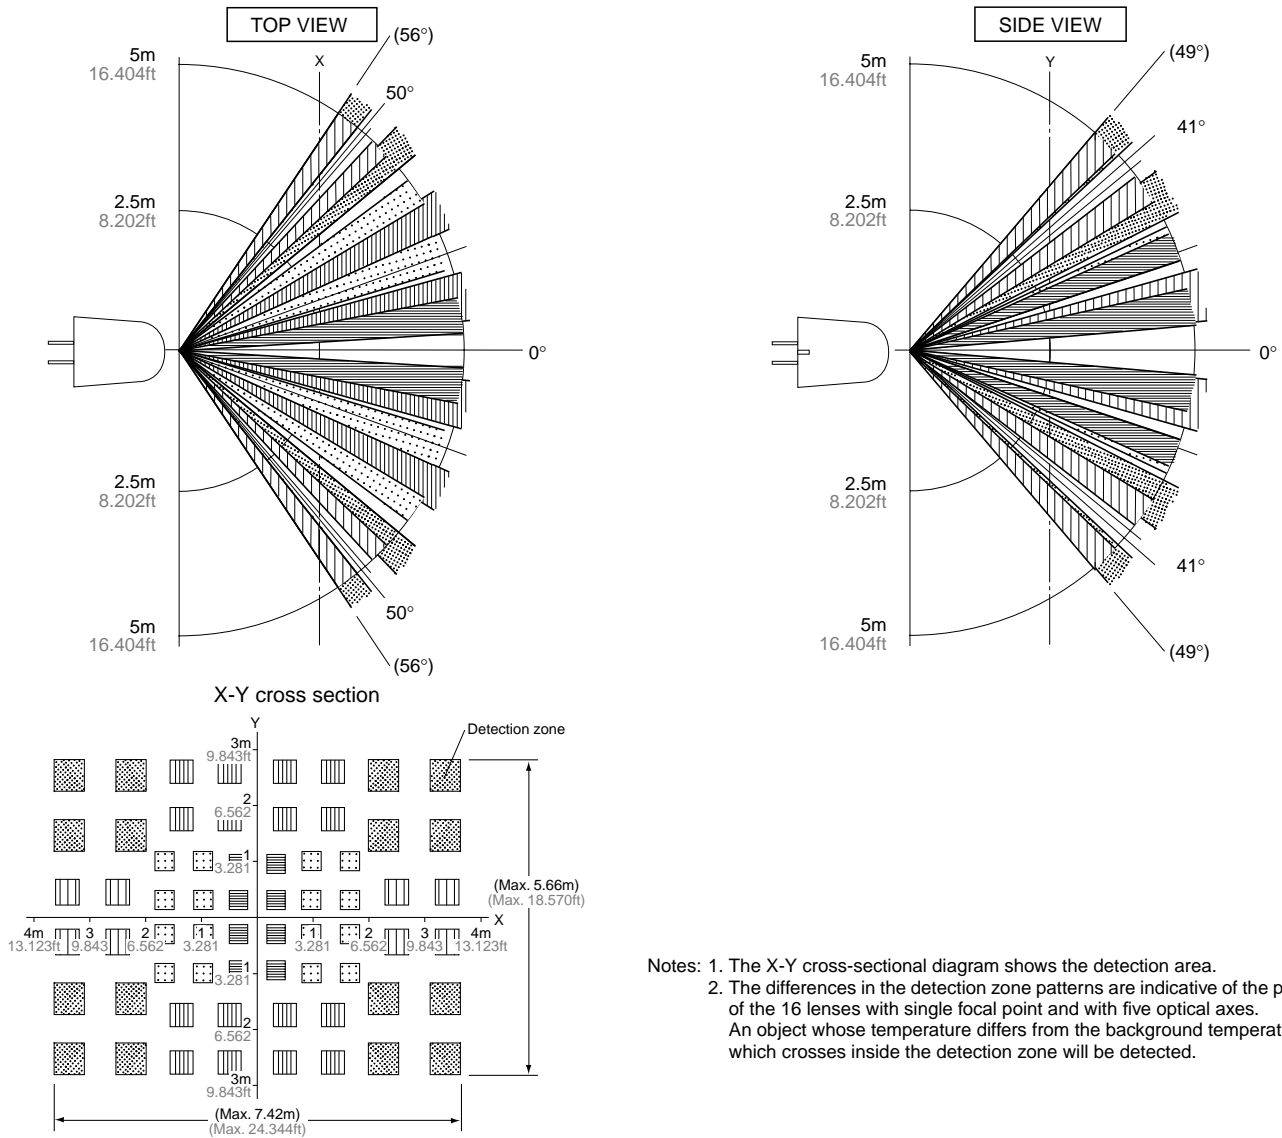 TOP VIEW
(56°)
X
5m
16.404ft
50°
2.5m
8.202ft
0°
2.5m
8.202ft
50°
5m
16.404ft
(56°)
SIDE VIEW
(49°)
Y
5m
16.404ft
41°
2.5m
8.202ft
0°
2.5m
8.202ft
41°
5m
16.404ft
(49°)
X-Y cross section
Y
Detection zone
3m
9.843ft
2
6.562
1
3.281
(Max. 5.66m)
(Max. 18.570ft)
X
4m 3 2 1 1 2 3 4m
13.123ft 9.843 6.562 3.281 3.281 6.562 9.843 13.123ft
1
3.281
2
6.562
3m
9.843ft
(Max. 7.42m)
(Max. 24.344ft)
Notes: 1. The X-Y cross-sectional diagram shows the detection area.
2. The differences in the detection zone patterns are indicative of the p
of the 16 lenses with single focal point and with five optical axes.
An object whose temperature differs from the background temperat
which crosses inside the detection zone will be detected.